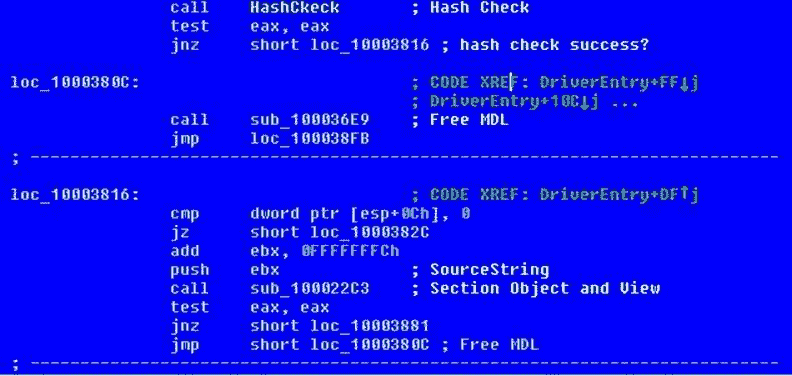 call HashCkeck ; Hash Check
test eax, eax
jnz short loc_10003816 ; hash check success?
loc_1000380C: ; CODE XREF: DriverEntry+FF↓j
; DriverEntry+10C↓j ...
call sub_100036E9 ; Free MDL
jmp loc_100038FB
; ---------------------------------------------------------------------------
loc_10003816: ; CODE XREF: DriverEntry+DF↑j
cmp dword ptr [esp+0Ch], 0
jz short loc_1000382C
add ebx, 0FFFFFFFCh
push ebx ; SourceString
call sub_100022C3 ; Section Object and View
test eax, eax
jnz short loc_10003881
jmp short loc_1000380C ; Free MDL
; ---------------------------------------------------------------------------